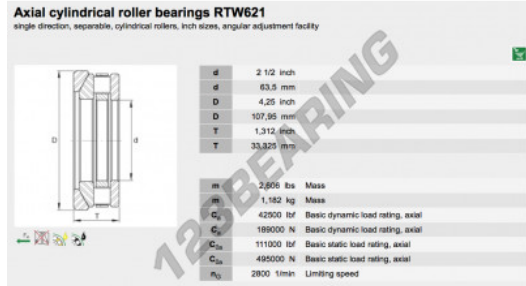 Axial cylindrical roller bearings RTW621
single direction, separable, cylindrical rollers, inch sizes, angular adjustment facility
d 2 1/2 inch
d 63,5 mm
D 4,25 inch
D 107,95 mm
T 1,312 inch
T 33,325 mm
D
d
T
m 2,606 lbs Mass
m 1,182 kg Mass
Ca 42500 lbf Basic dynamic load rating, axial
Ca 189000 N Basic dynamic load rating, axial
C0a 111000 lbf Basic static load rating, axial
C0a 495000 N Basic static load rating, axial
nG 2800 1/min Limiting speed
123BEARING